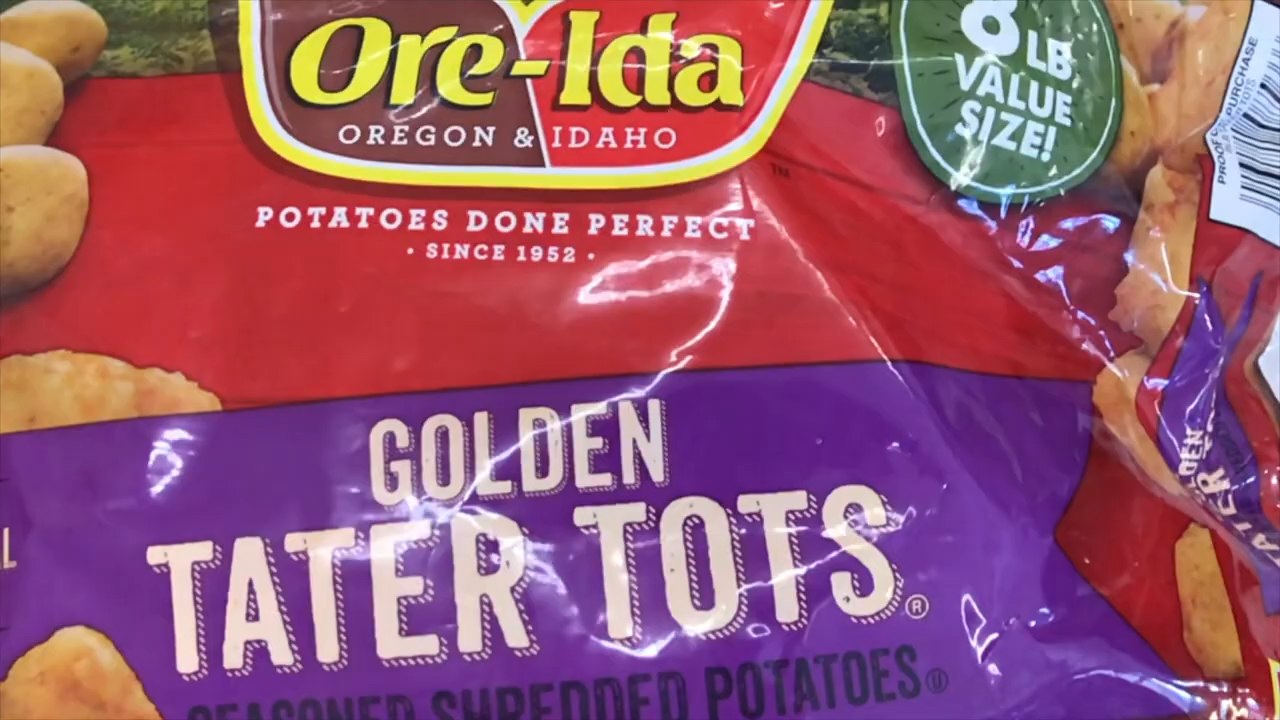 Ore-Ida
OREGON & IDAHO
™
POTATOES DONE PERFECT
· SINCE 1952 ·
8 LB
VALUE
SIZE!
GOLDEN
TATER TOTS®
SEASONED SHREDDED POTATOES
PROOF OF PURCHASE